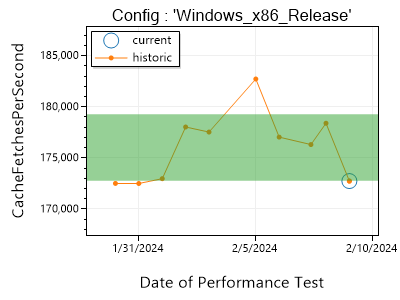 Config : 'Windows_x86_Release'
current
historic
CacheFetchesPerSecond
185,000
180,000
175,000
170,000
1/31/2024
2/5/2024
2/10/2024
Date of Performance Test